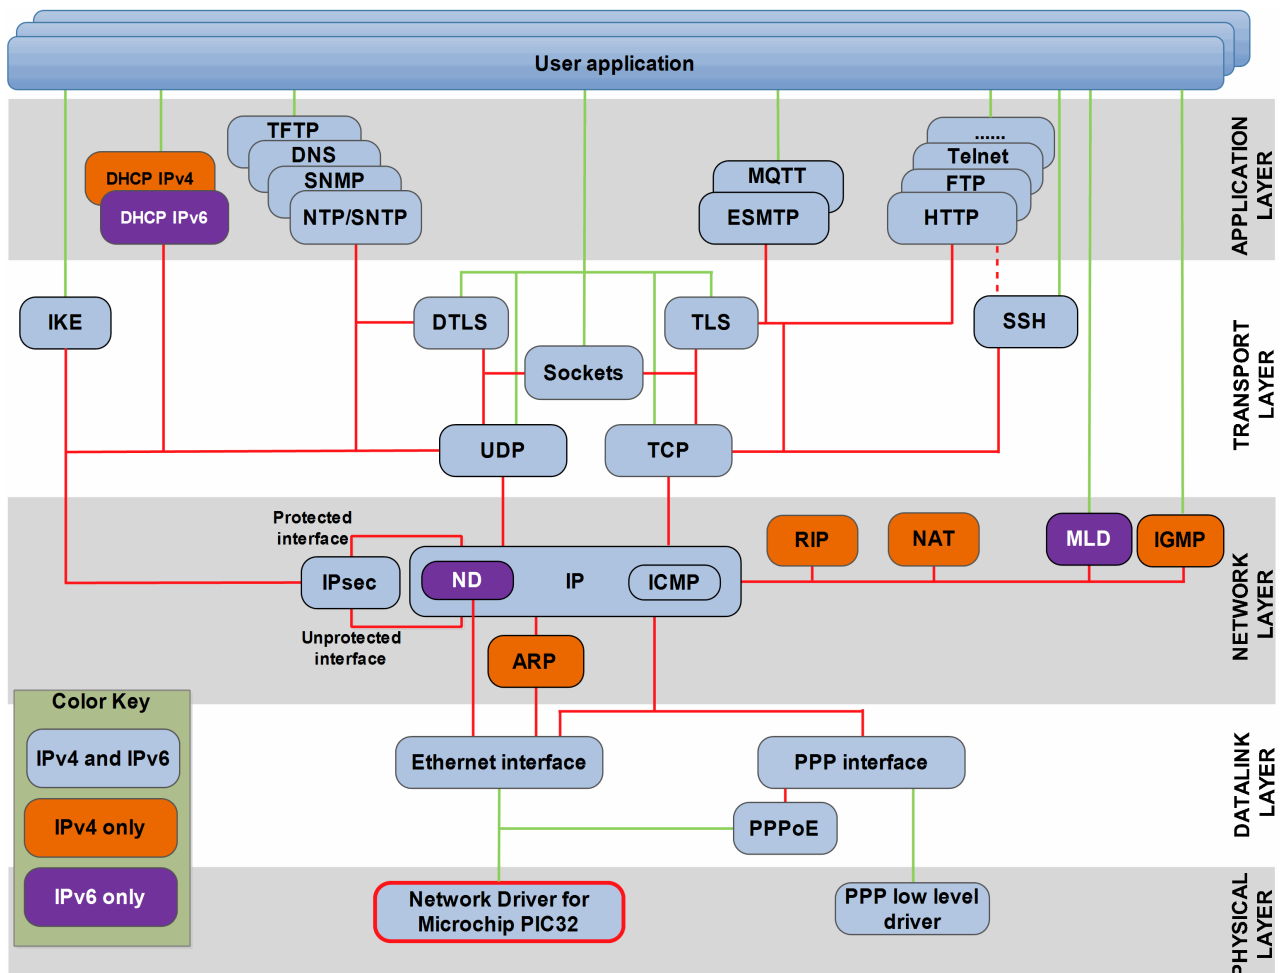 User application
APPLICATION
LAYER
TFTP
DNS
SNMP
NTP/SNTP
DHCP IPv4
DHCP IPv6
MQTT
ESMTP
......
Telnet
FTP
HTTP
TRANSPORT
LAYER
IKE
DTLS
TLS
SSH
Sockets
UDP
TCP
NETWORK
LAYER
Protected
interface
IPsec
Unprotected
interface
ND
IP
ICMP
RIP
NAT
MLD
IGMP
ARP
Color Key
IPv4 and IPv6
IPv4 only
IPv6 only
DATALINK
LAYER
Ethernet interface
PPP interface
PPPoE
PHYSICAL
LAYER
Network Driver for
Microchip PIC32
PPP low level
driver